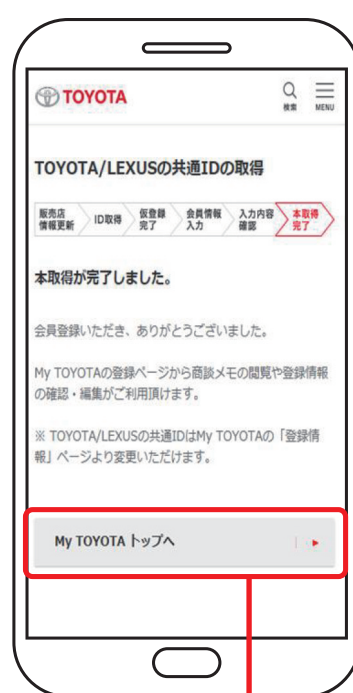 TOYOTA
検索
MENU
TOYOTA/LEXUSの共通IDの取得
販売店
情報更新
ID取得
仮登録
完了
会員情報
入力
入力内容
確認
本取得
完了
本取得が完了しました。
会員登録いただき、ありがとうございました。
My TOYOTAの登録ページから商談メモの閲覧や登録情報
の確認・編集がご利用頂けます。
※ TOYOTA/LEXUSの共通IDはMy TOYOTAの「登録情
報」ページより変更いただけます。
My TOYOTA トップへ